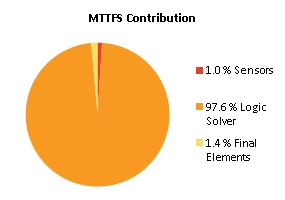 MTTFS Contribution
1.0 % Sensors
97.6 % Logic
Solver
1.4 % Final
Elements